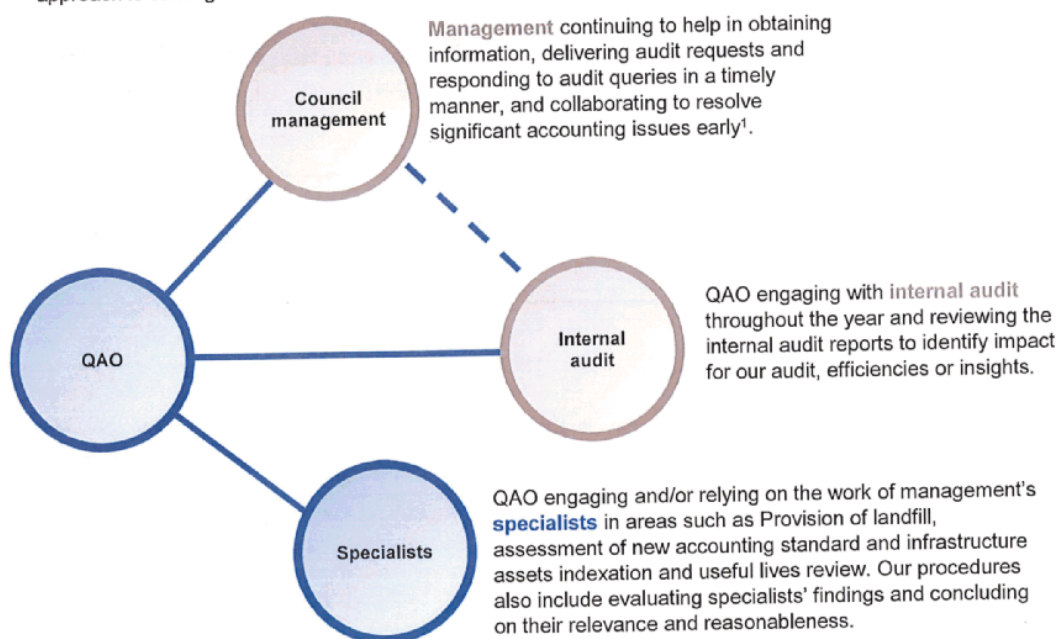 Management continuing to help in obtaining
information, delivering audit requests and
responding to audit queries in a timely
manner, and collaborating to resolve
significant accounting issues early¹.
Council
management
QAO engaging with internal audit
throughout the year and reviewing the
internal audit reports to identify impact
for our audit, efficiencies or insights.
Internal
audit
QAO
QAO engaging and/or relying on the work of management's
specialists in areas such as Provision of landfill,
assessment of new accounting standard and infrastructure
assets indexation and useful lives review. Our procedures
also include evaluating specialists' findings and concluding
on their relevance and reasonableness.
Specialists